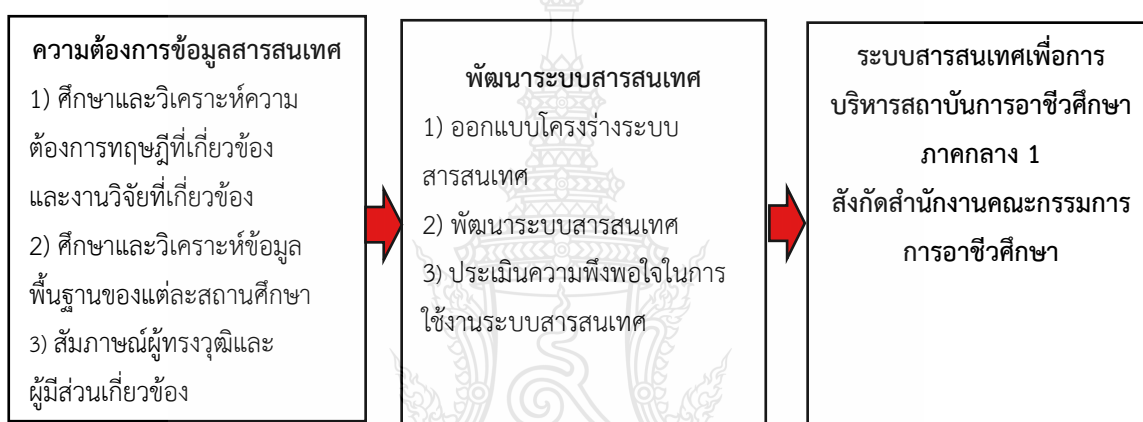 ความต้องการข้อมูลสารสนเทศ
1) ศึกษาและวิเคราะห์ความ
ต้องการทฤษฎีที่เกี่ยวข้อง
และงานวิจัยที่เกี่ยวข้อง
2) ศึกษาและวิเคราะห์ข้อมูล
พื้นฐานของแต่ละสถานศึกษา
3) สัมภาษณ์ผู้ทรงวุฒิและ
ผู้มีส่วนเกี่ยวข้อง
พัฒนาระบบสารสนเทศ
1) ออกแบบโครงร่างระบบ
สารสนเทศ
2) พัฒนาระบบสารสนเทศ
3) ประเมินความพึงพอใจในการ
ใช้งานระบบสารสนเทศ
ระบบสารสนเทศเพื่อการ
บริหารสถาบันการอาชีวศึกษา
ภาคกลาง 1
สังกัดสำนักงานคณะกรรมการ
การอาชีวศึกษา